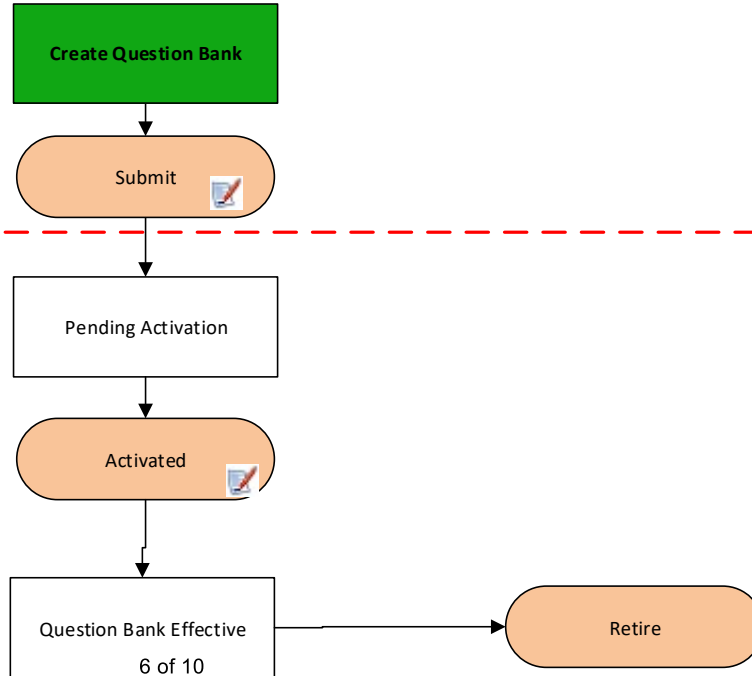 Create Question Bank
Submit
Pending Activation
Activated
Question Bank Effective
Retire
6 of 10